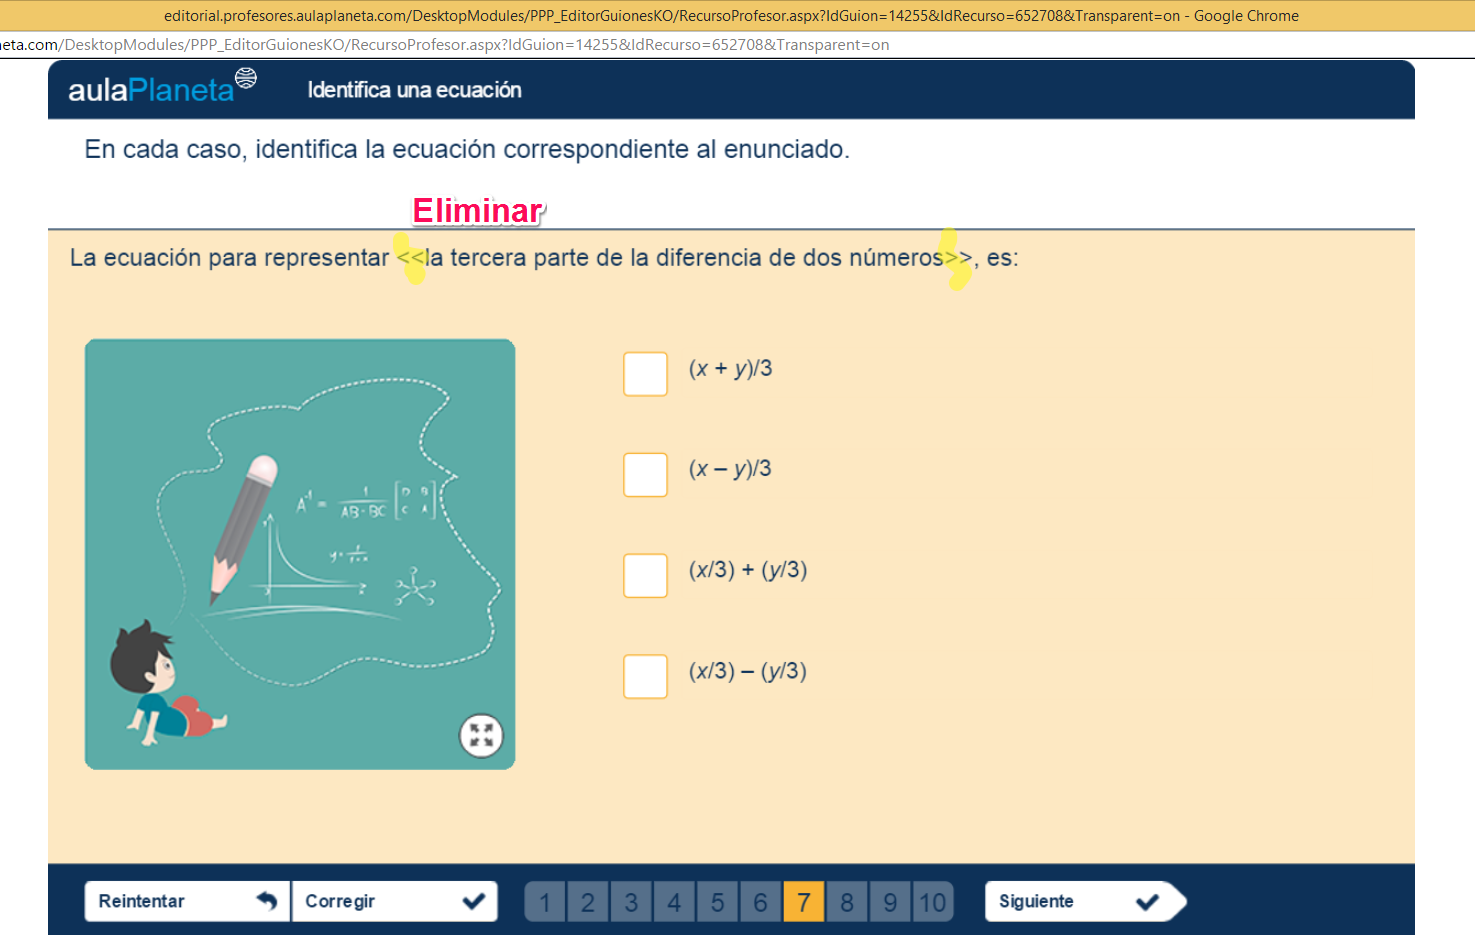 editorial.profesores.aulaplaneta.com/DesktopModules/PPP_EditorGuionesKO/RecursoProfesor.aspx?IdGuion=14255&IdRecurso=652708&Transparent=on - Google Chrome
neta.com/DesktopModules/PPP_EditorGuionesKO/RecursoProfesor.aspx?IdGuion=14255&IdRecurso=652708&Transparent=on
aulaPlaneta Identifica una ecuación
En cada caso, identifica la ecuación correspondiente al enunciado.
Eliminar
La ecuación para representar <<la tercera parte de la diferencia de dos números>>, es:
(x + y)/3
(x – y)/3
(x/3) + (y/3)
(x/3) – (y/3)
Reintentar Corregir 1 2 3 4 5 6 7 8 9 10 Siguiente